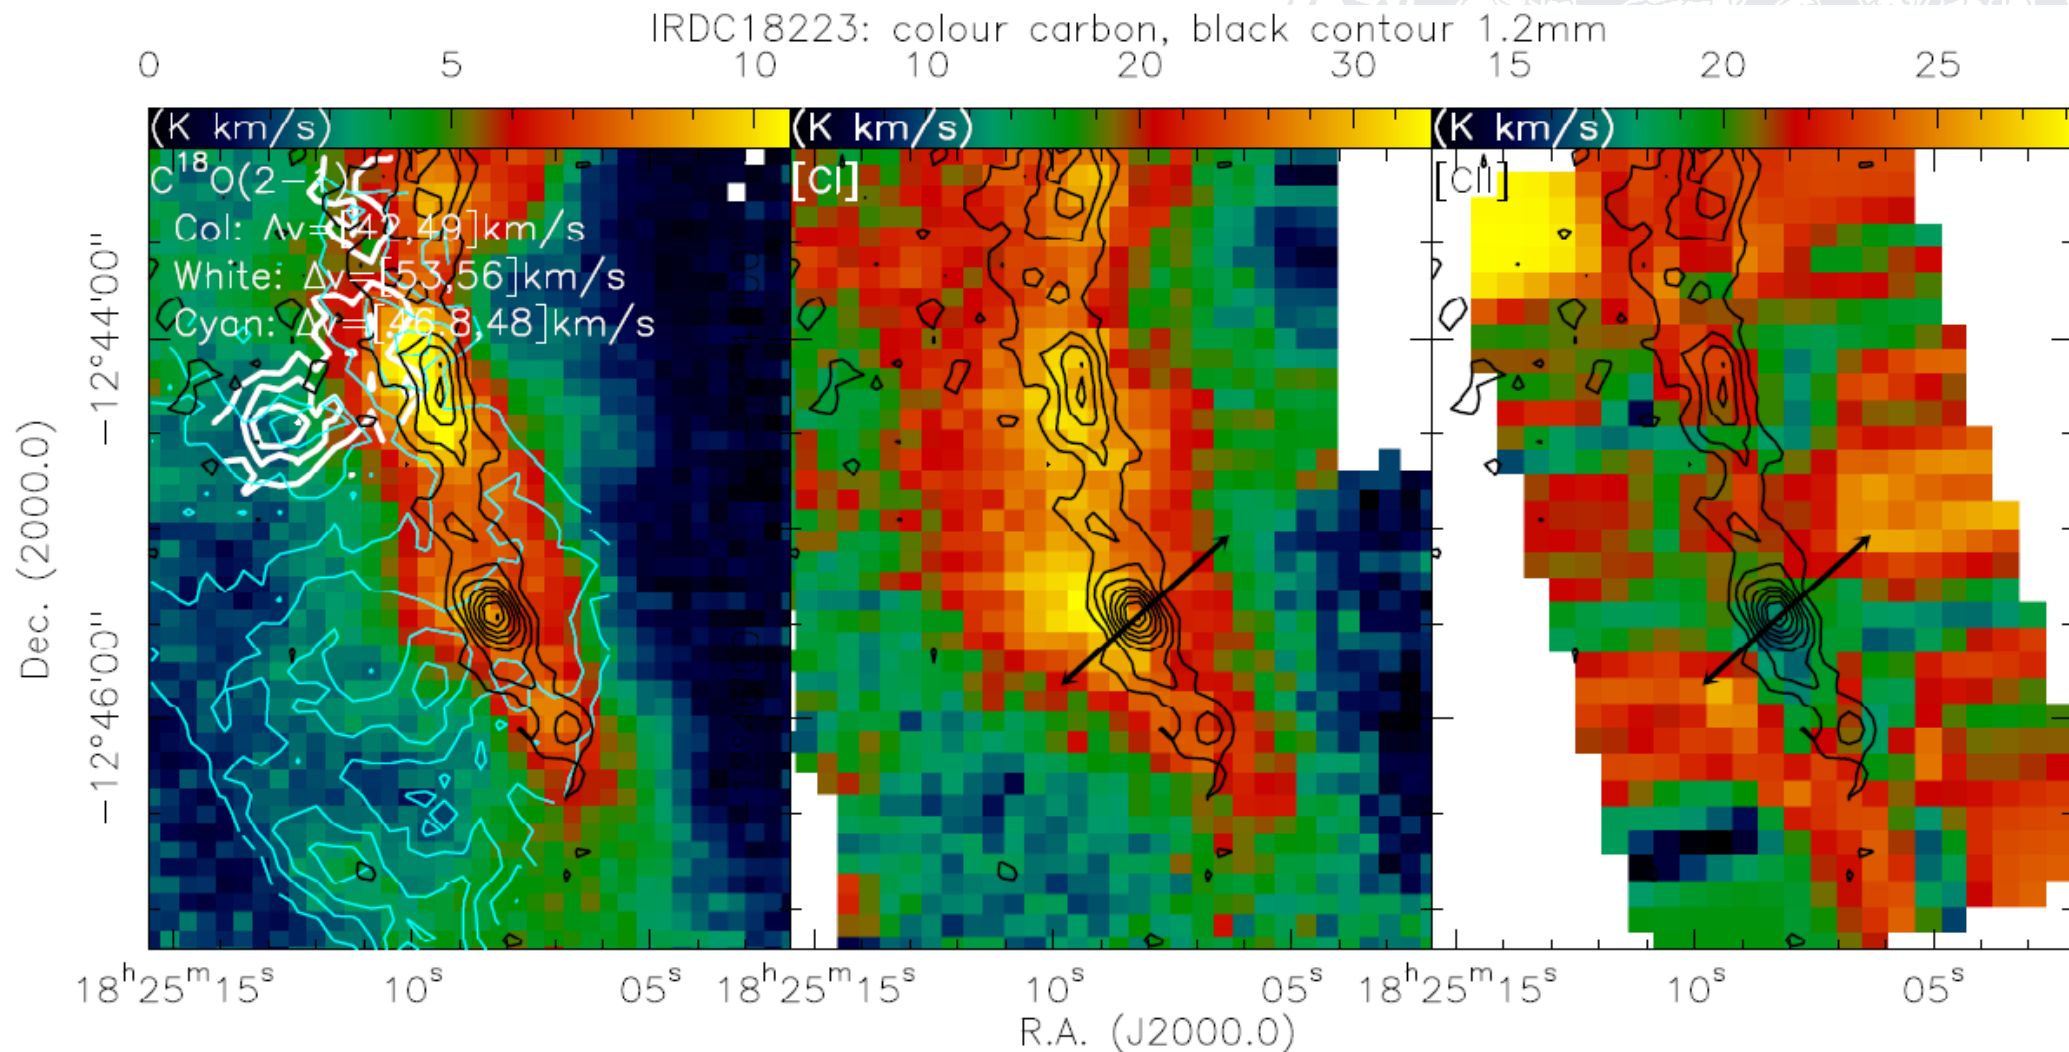 IRDC18223: colour carbon, black contour 1.2mm
0 5 10 10 20 30 15 20 25
(K km/s) (K km/s) (K km/s)
C¹⁸O(2−1) [CI] [CII]
Col: Δv=[42,49]km/s
White: Δv=[53,56]km/s
Cyan: Δv=[46.8,48]km/s
−12°44'00"
−12°46'00"
Dec. (2000.0)
18ʰ25ᵐ15ˢ 10ˢ 05ˢ 18ʰ25ᵐ15ˢ 10ˢ 05ˢ 18ʰ25ᵐ15ˢ 10ˢ 05ˢ
R.A. (J2000.0)